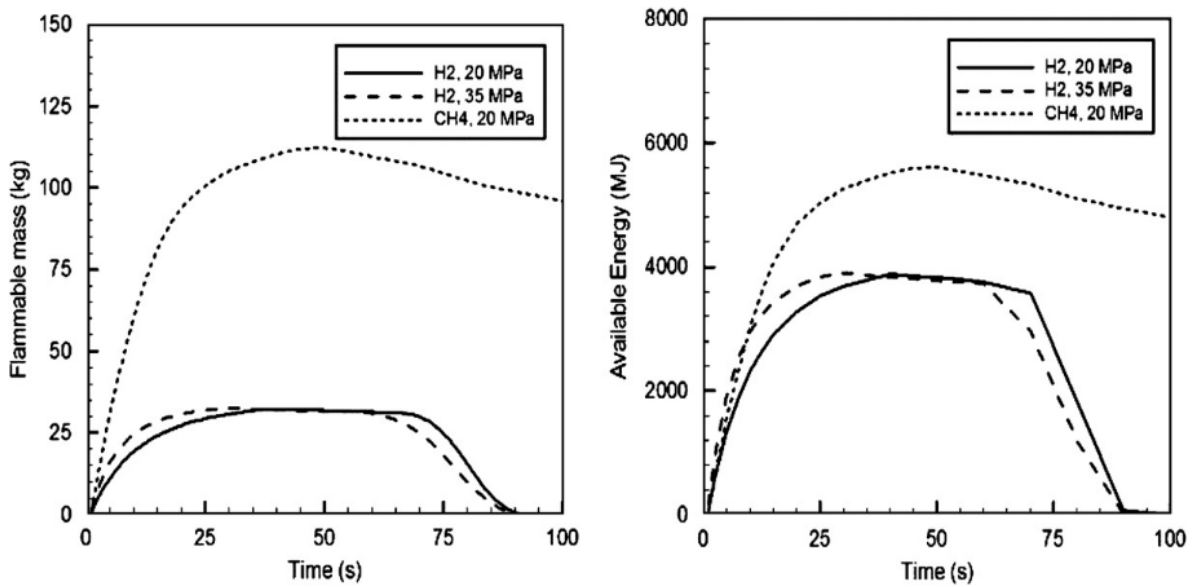 150
125
100
75
50
25
0
Flammable mass (kg)
H2, 20 MPa
H2, 35 MPa
CH4, 20 MPa
0 25 50 75 100
Time (s)
8000
6000
4000
2000
0
Available Energy (MJ)
H2, 20 MPa
H2, 35 MPa
CH4, 20 MPa
0 25 50 75 100
Time (s)